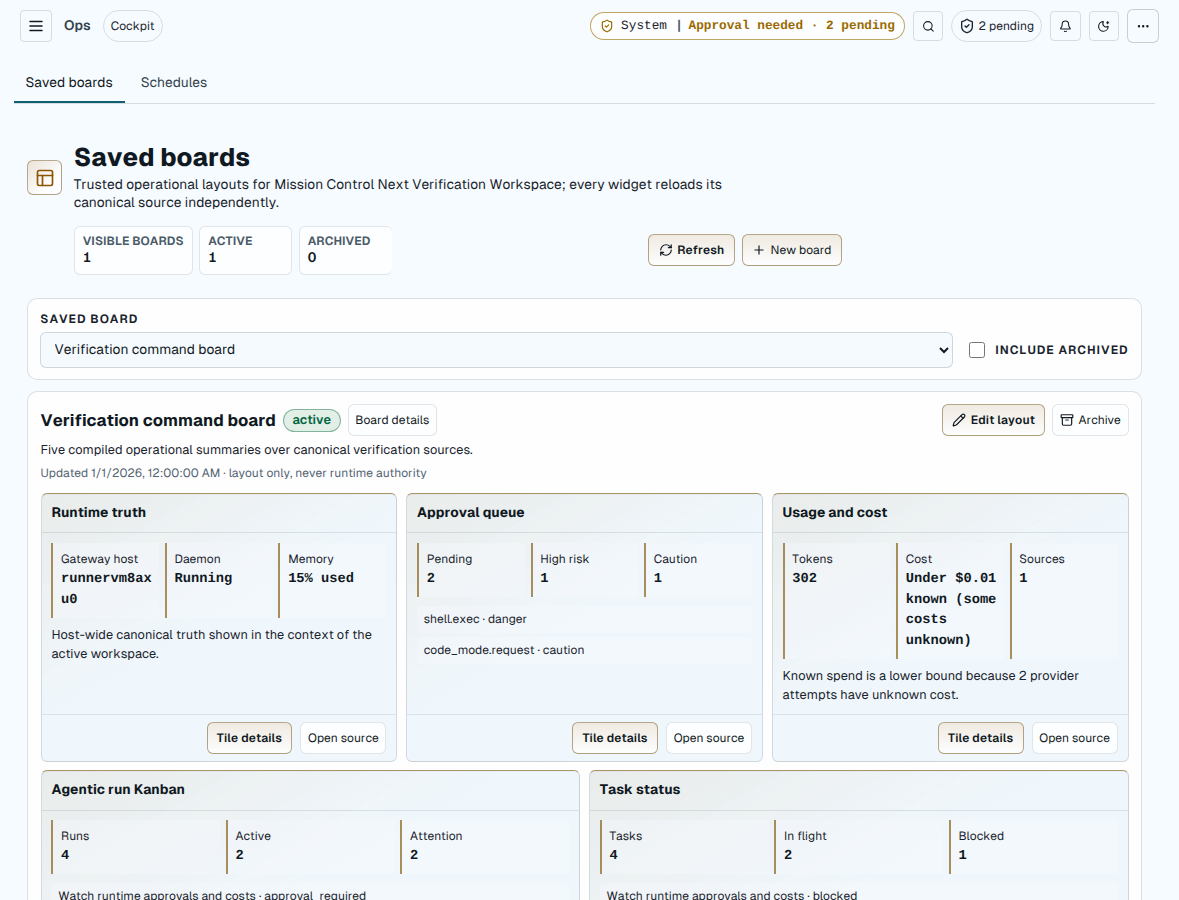 Ops
Cockpit
System | Approval needed · 2 pending
2 pending
Saved boards
Schedules
Saved boards
Trusted operational layouts for Mission Control Next Verification Workspace; every widget reloads its
canonical source independently.
VISIBLE BOARDS
1
ACTIVE
1
ARCHIVED
0
Refresh
New board
SAVED BOARD
Verification command board
INCLUDE ARCHIVED
Verification command board
active
Board details
Edit layout
Archive
Five compiled operational summaries over canonical verification sources.
Updated 1/1/2026, 12:00:00 AM · layout only, never runtime authority
Runtime truth
Gateway host
runnervm8ax
u0
Daemon
Running
Memory
15% used
Host-wide canonical truth shown in the context of the
active workspace.
Tile details
Open source
Approval queue
Pending
2
High risk
1
Caution
1
shell.exec · danger
code_mode.request · caution
Tile details
Open source
Usage and cost
Tokens
302
Cost
Under $0.01
known (some
costs
unknown)
Sources
1
Known spend is a lower bound because 2 provider
attempts have unknown cost.
Tile details
Open source
Agentic run Kanban
Runs
4
Active
2
Attention
2
Watch runtime approvals and costs · approval_required
Task status
Tasks
4
In flight
2
Blocked
1
Watch runtime approvals and costs · blocked